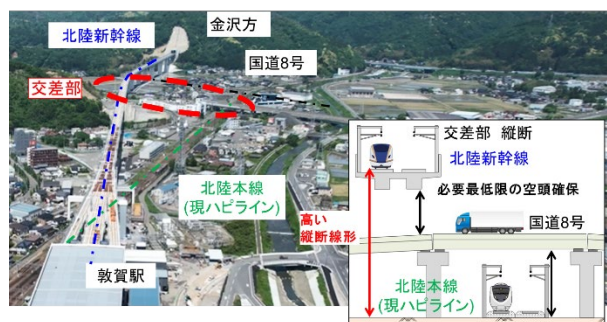 金沢方
北陸新幹線
国道8号
交差部
北陸本線
(現ハピライン)
敦賀駅
交差部 縦断
北陸新幹線
必要最低限の空頭確保
高い
縦断線形
国道8号
北陸本線
(現ハピライン)